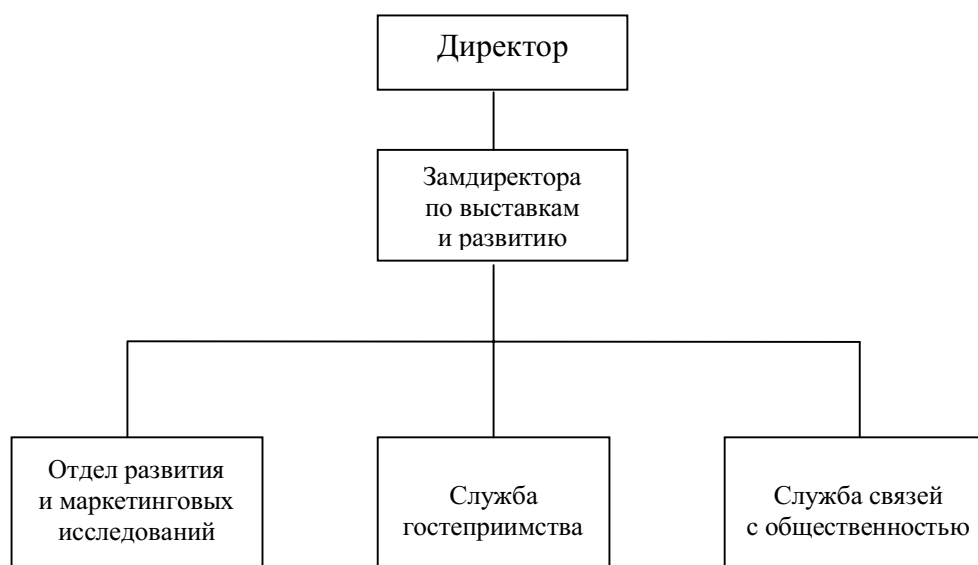 Директор
Замдиректора
по выставкам
и развитию
Отдел развития
и маркетинговых
исследований
Служба
гостеприимства
Служба связей
с общественностью